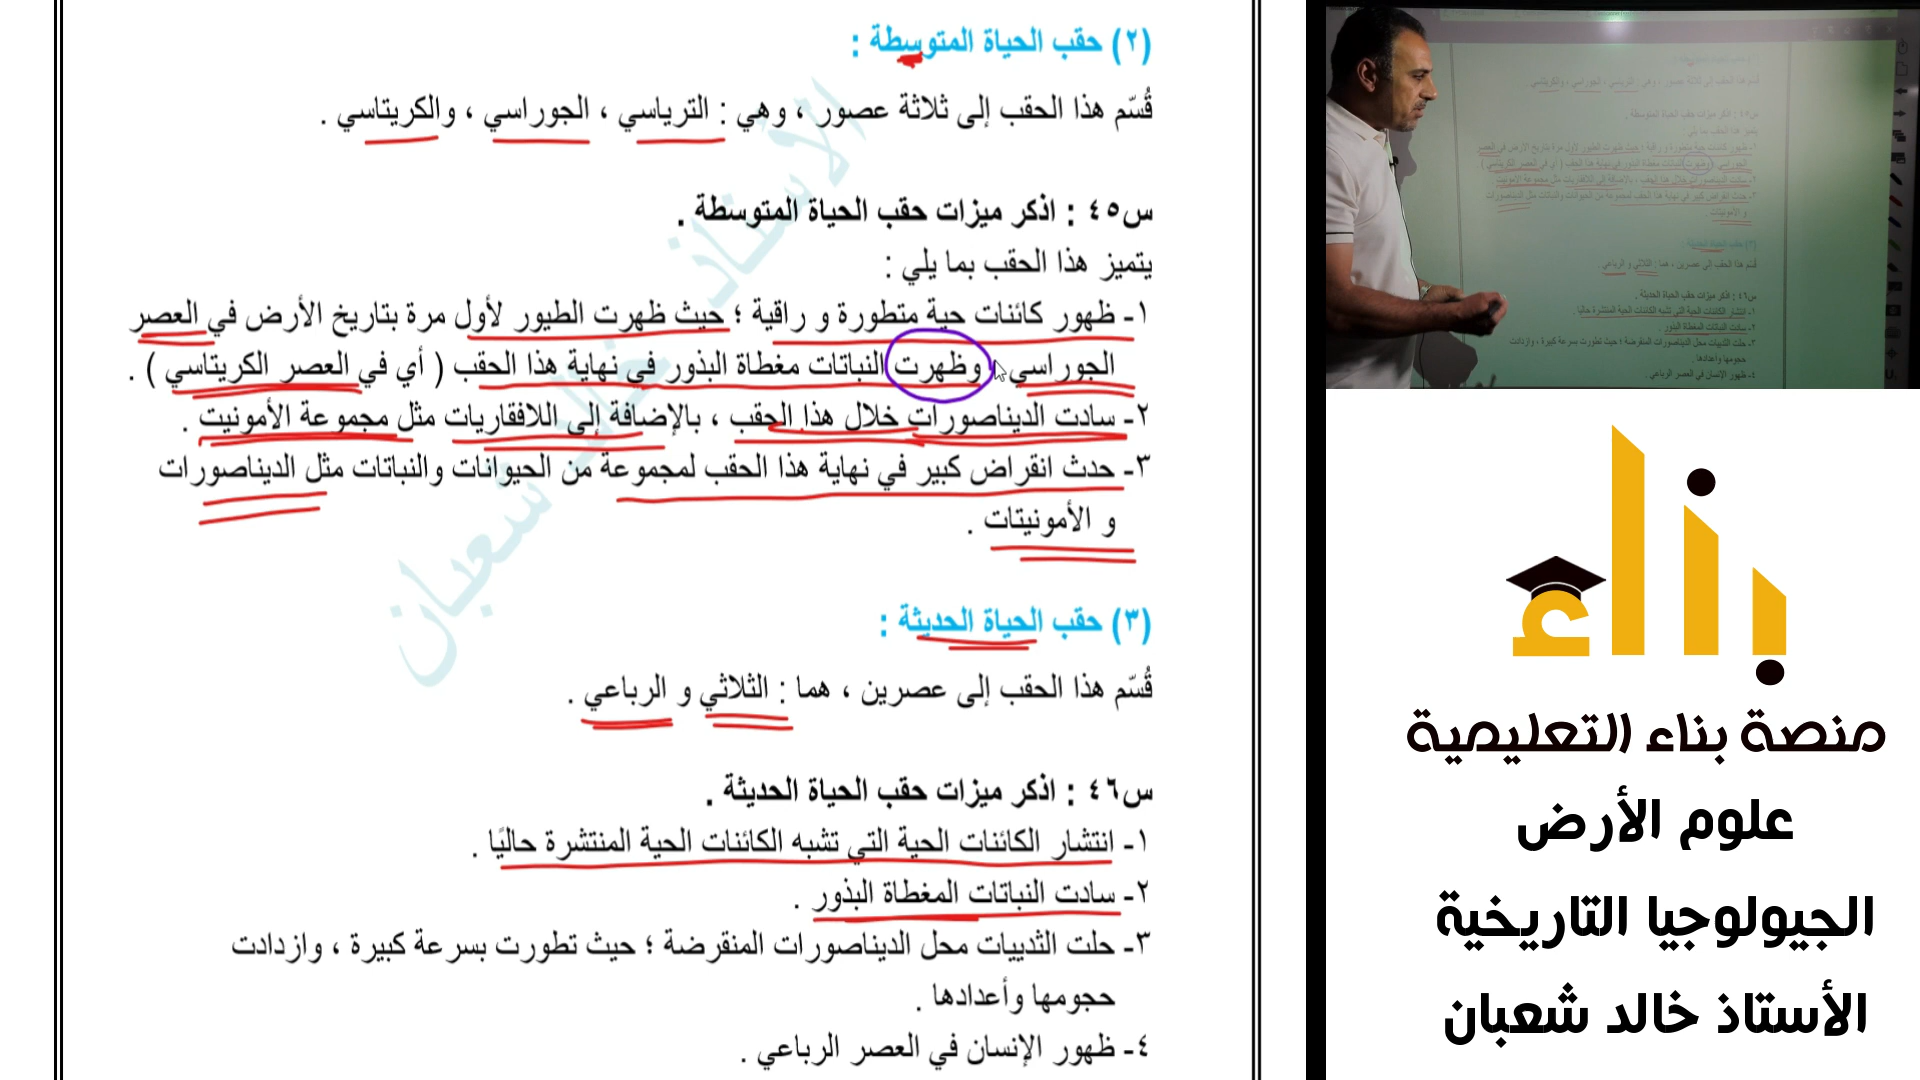 (٢) حقب الحياة المتوسطة :
قُسّم هذا الحقب إلى ثلاثة عصور ، وهي : الترياسي ، الجوراسي ، والكريتاسي .
س٤٥ : اذكر ميزات حقب الحياة المتوسطة .
يتميز هذا الحقب بما يلي :
١- ظهور كائنات حية متطورة و راقية ؛ حيث ظهرت الطيور لأول مرة بتاريخ الأرض في العصر
الجوراسي ، وظهرت النباتات مغطاة البذور في نهاية هذا الحقب ( أي في العصر الكريتاسي ) .
٢- سادت الديناصورات خلال هذا الحقب ، بالإضافة إلى اللافقاريات مثل مجموعة الأمونيت .
٣- حدث انقراض كبير في نهاية هذا الحقب لمجموعة من الحيوانات والنباتات مثل الديناصورات
و الأمونيتات .
(٣) حقب الحياة الحديثة :
قُسّم هذا الحقب إلى عصرين ، هما : الثلاثي و الرباعي .
س٤٦ : اذكر ميزات حقب الحياة الحديثة .
١- انتشار الكائنات الحية التي تشبه الكائنات الحية المنتشرة حاليًا .
٢- سادت النباتات المغطاة البذور .
٣- حلت الثدييات محل الديناصورات المنقرضة ؛ حيث تطورت بسرعة كبيرة ، وازدادت
حجومها وأعدادها .
٤- ظهور الإنسان في العصر الرباعي .
الأستاذ خالد شعبان
بناء
منصة بناء التعليمية
علوم الأرض
الجيولوجيا التاريخية
الأستاذ خالد شعبان